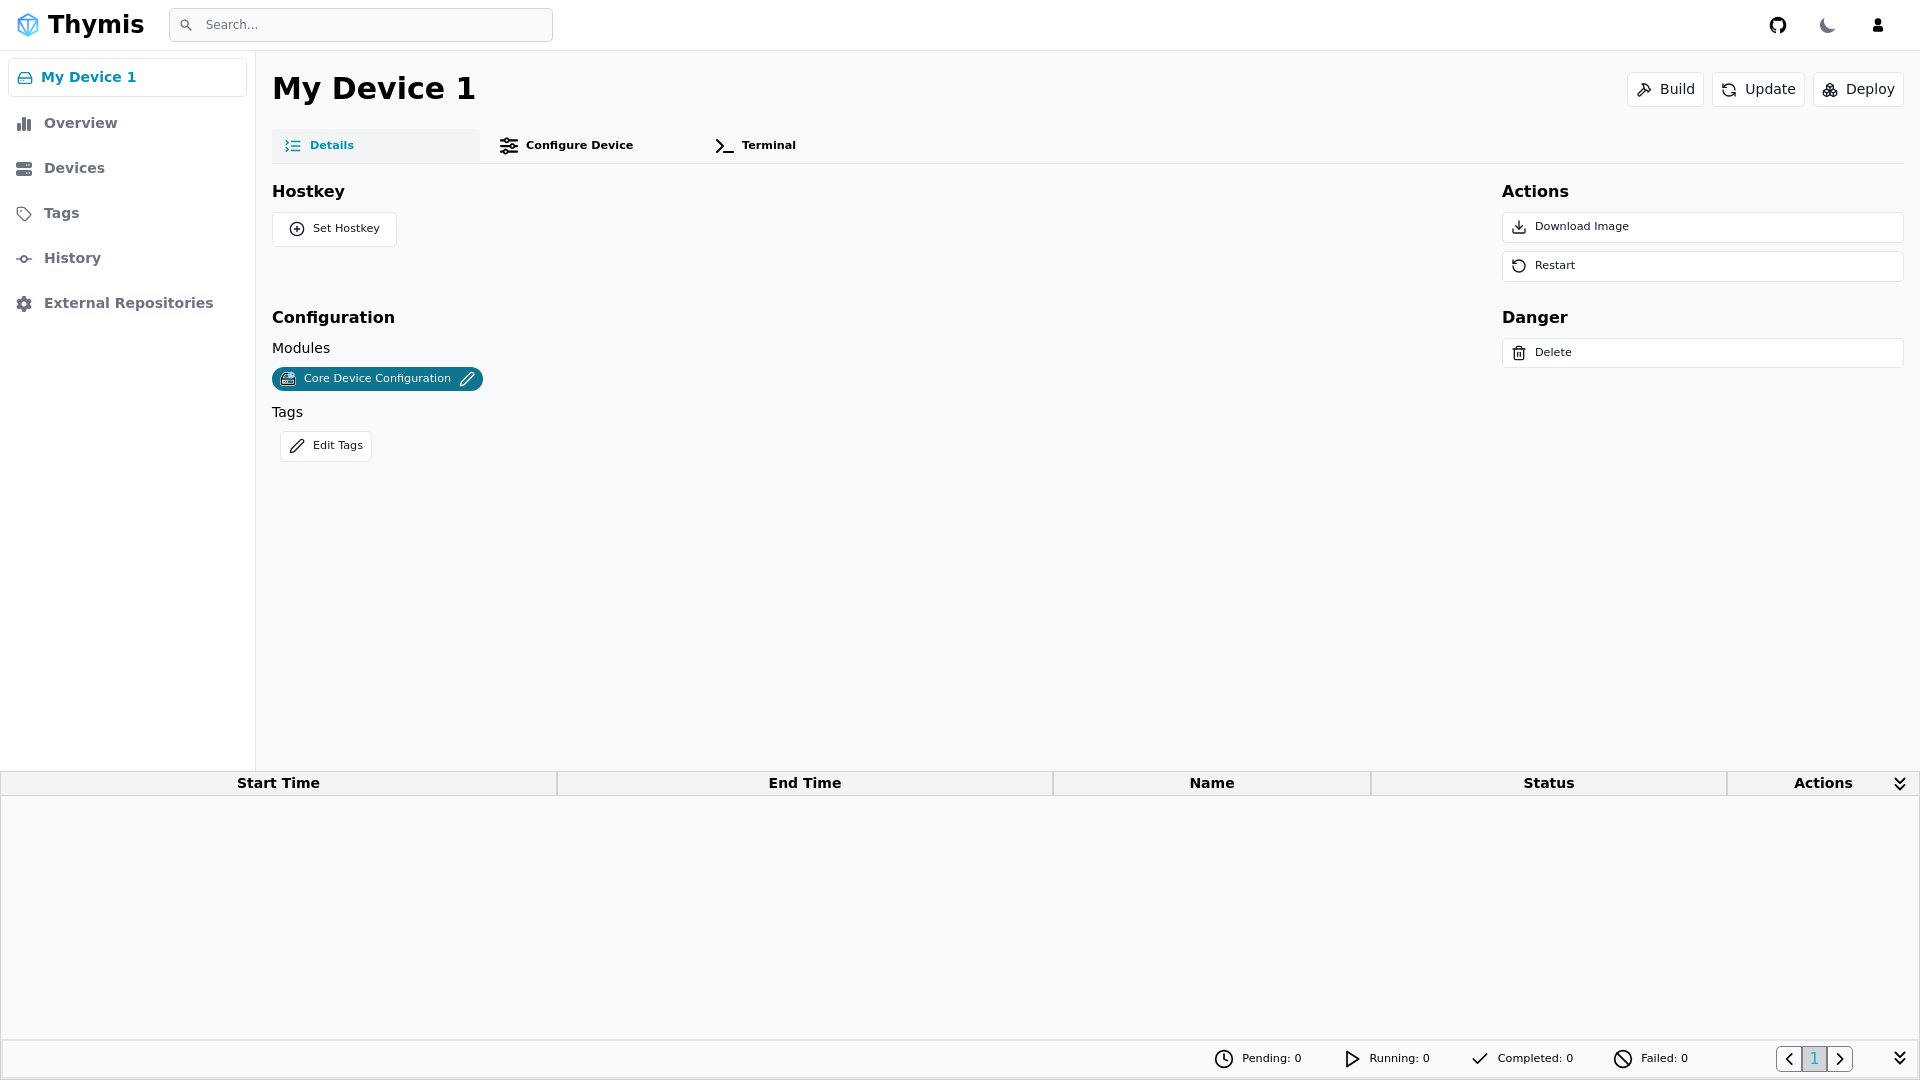 Thymis
Search...
My Device 1
Overview
Devices
Tags
History
External Repositories
My Device 1
Build
Update
Deploy
Details
Configure Device
Terminal
Hostkey
Set Hostkey
Configuration
Modules
Core Device Configuration
Tags
Edit Tags
Actions
Download Image
Restart
Danger
Delete
Start Time
End Time
Name
Status
Actions
Pending: 0
Running: 0
Completed: 0
Failed: 0
1